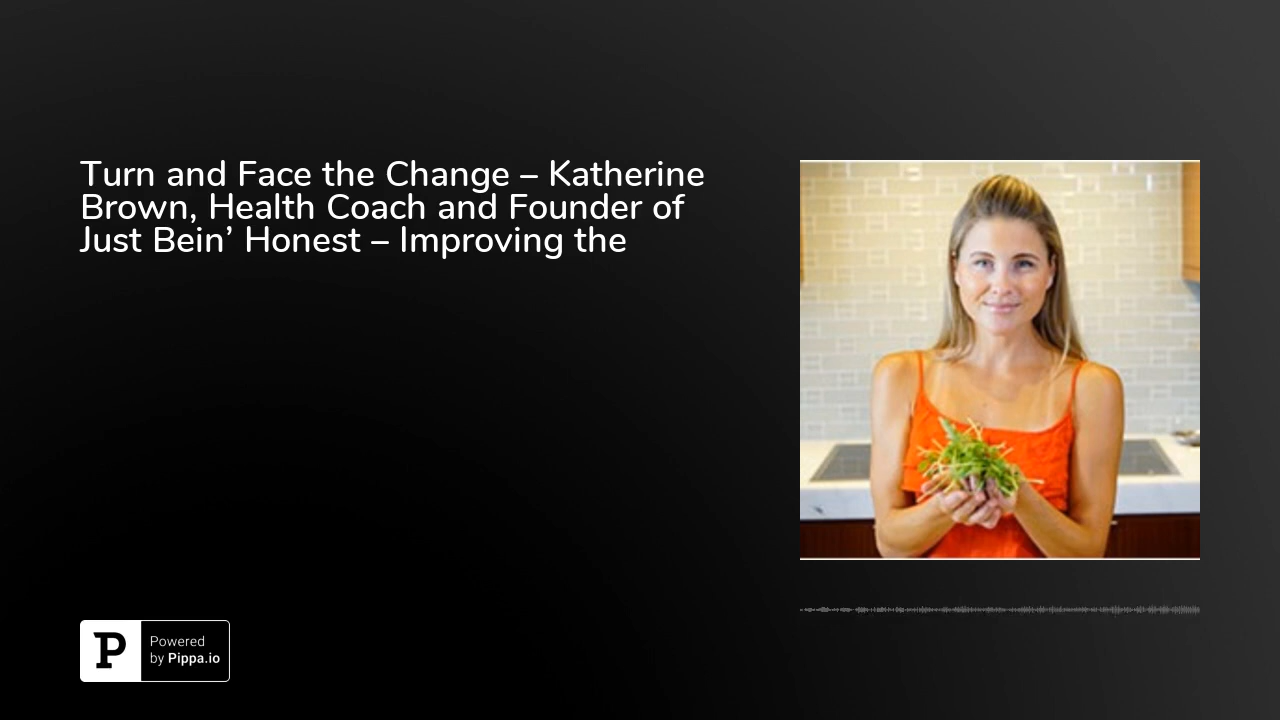 Turn and Face the Change – Katherine
Brown, Health Coach and Founder of
Just Bein’ Honest – Improving the
P
Powered
by Pippa.io